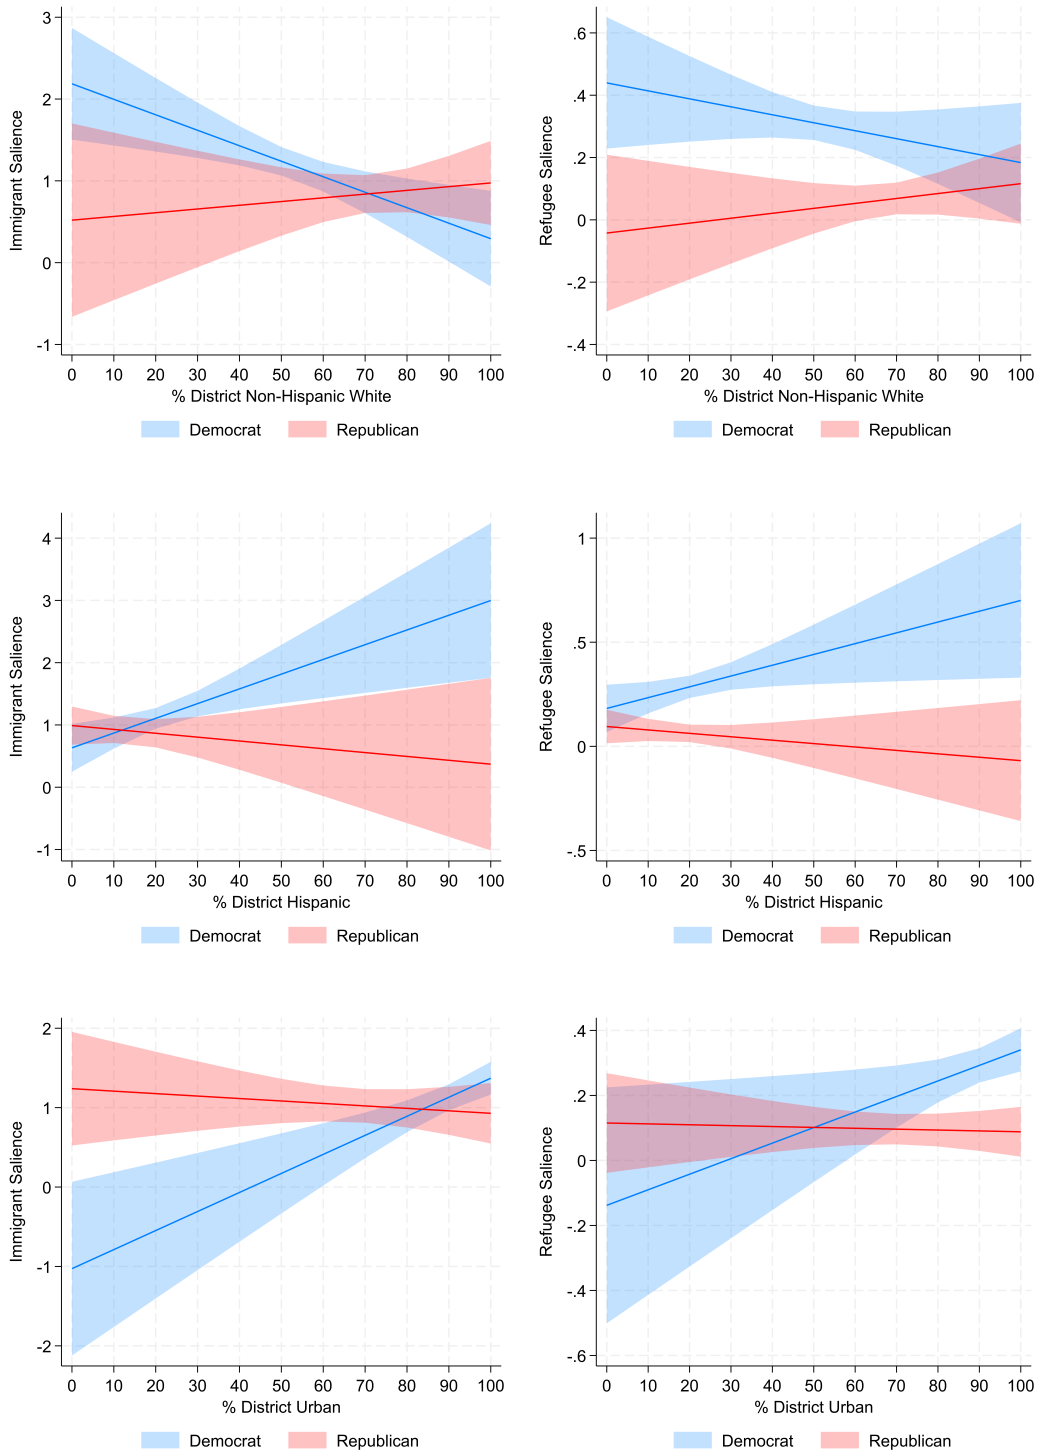 3
2
1
0
-1
Immigrant Salience
0 10 20 30 40 50 60 70 80 90 100
% District Non-Hispanic White
Democrat Republican
.6
.4
.2
0
-.2
-.4
Refugee Salience
0 10 20 30 40 50 60 70 80 90 100
% District Non-Hispanic White
Democrat Republican
4
3
2
1
0
-1
Immigrant Salience
0 10 20 30 40 50 60 70 80 90 100
% District Hispanic
Democrat Republican
1
.5
0
-.5
Refugee Salience
0 10 20 30 40 50 60 70 80 90 100
% District Hispanic
Democrat Republican
2
1
0
-1
-2
Immigrant Salience
0 10 20 30 40 50 60 70 80 90 100
% District Urban
Democrat Republican
.4
.2
0
-.2
-.4
-.6
Refugee Salience
0 10 20 30 40 50 60 70 80 90 100
% District Urban
Democrat Republican